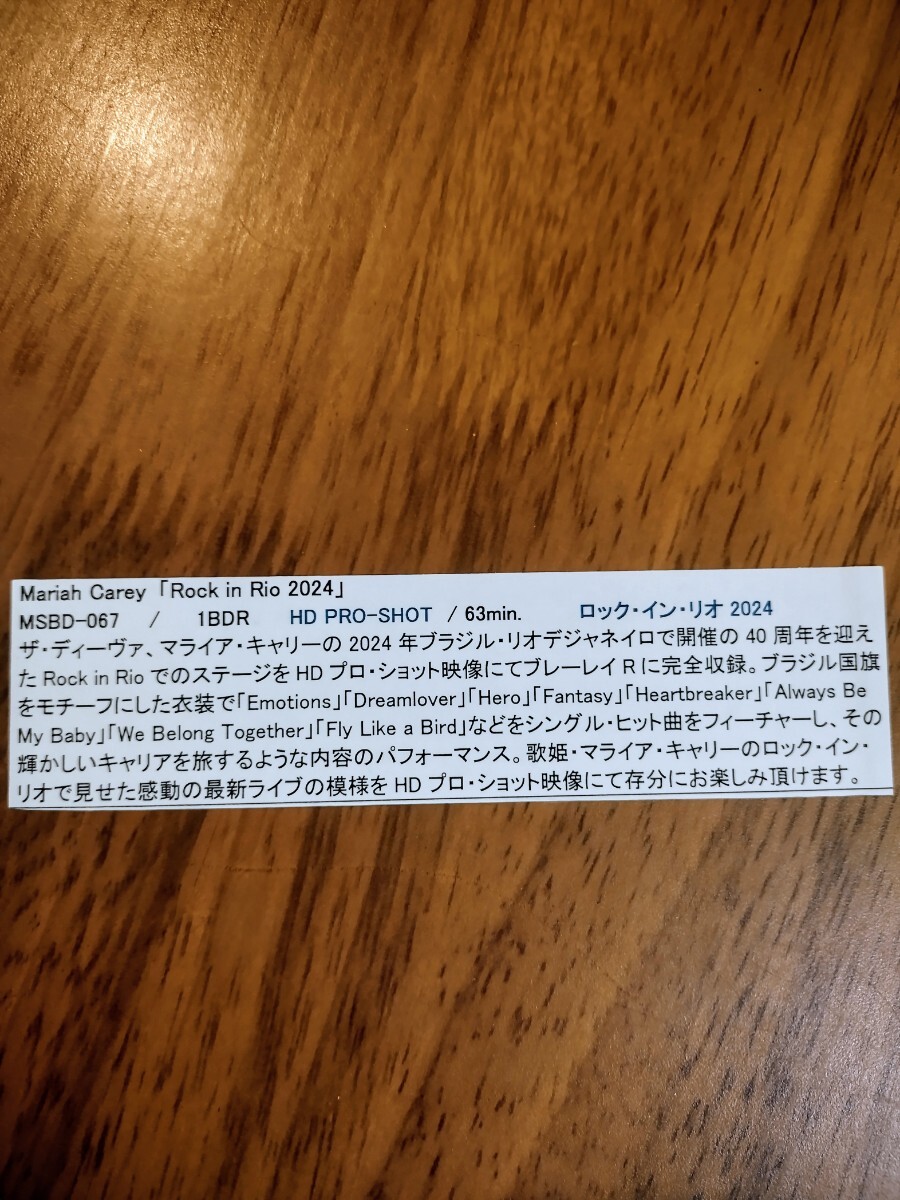 Mariah Carey 「Rock in Rio 2024」
MSBD-067 / 1BDR HD PRO-SHOT / 63min. ロック・イン・リオ 2024
ザ・ディーヴァ、マライア・キャリーの 2024 年ブラジル・リオデジャネイロで開催の 40 周年を迎え
た Rock in Rio でのステージを HD プロ・ショット映像にてブレーレイ R に完全収録。ブラジル国旗
をモチーフにした衣装で「Emotions」「Dreamlover」「Hero」「Fantasy」「Heartbreaker」「Always Be
My Baby」「We Belong Together」「Fly Like a Bird」などをシングル・ヒット曲をフィーチャーし、その
輝かしいキャリアを旅するような内容のパフォーマンス。歌姫・マライア・キャリーのロック・イン・
リオで見せた感動の最新ライブの模様を HD プロ・ショット映像にて存分にお楽しみ頂けます。